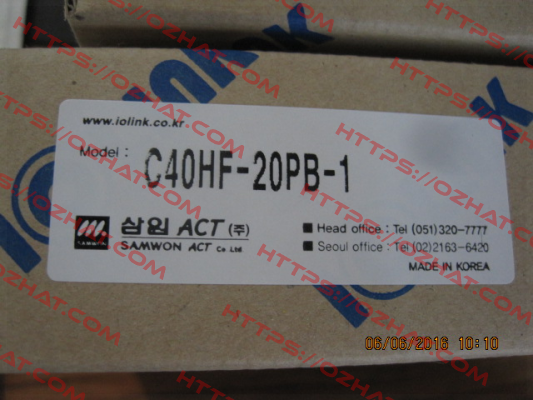 IOLINK
www.iolink.co.kr
Model : C40HF-20PB-1
SAMWON
삼원 ACT (주)
SAMWON ACT Co Ltd.
■ Head office : Tel (051)320-7777
■ Seoul office : Tel (02)2163-6420
MADE IN KOREA
06/06/2016 10:10
HTTPS://OZHAT.COM